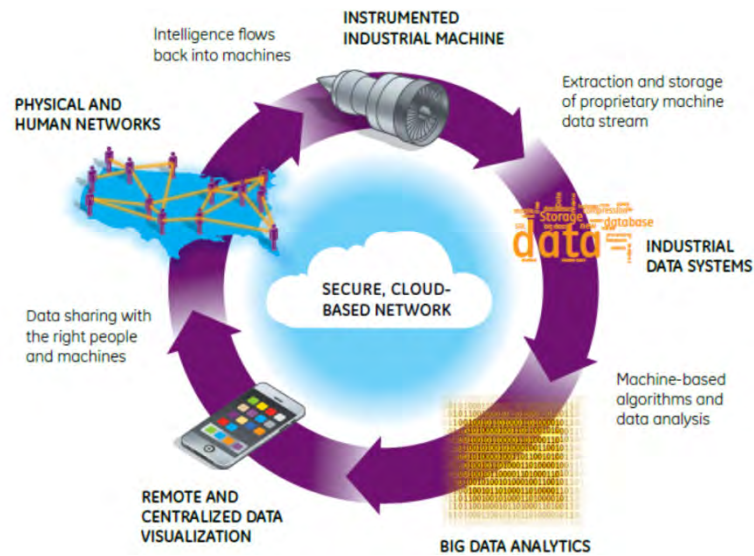 INSTRUMENTED
INDUSTRIAL MACHINE
Intelligence flows
back into machines
Extraction and storage
of proprietary machine
data stream
PHYSICAL AND
HUMAN NETWORKS
Storage
database
data
INDUSTRIAL
DATA SYSTEMS
SECURE, CLOUD-
BASED NETWORK
Data sharing with
the right people
and machines
Machine-based
algorithms and
data analysis
REMOTE AND
CENTRALIZED DATA
VISUALIZATION
BIG DATA ANALYTICS